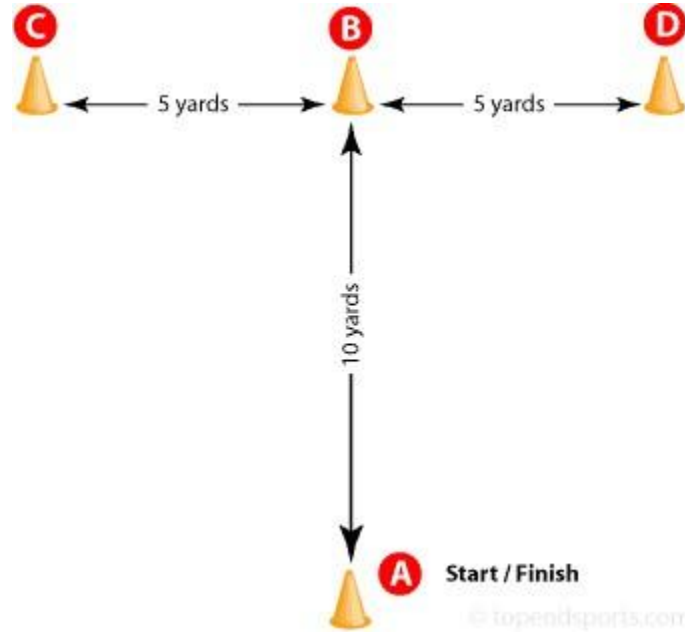 C
B
D
5 yards
5 yards
10 yards
A
Start / Finish
© topendsports.com